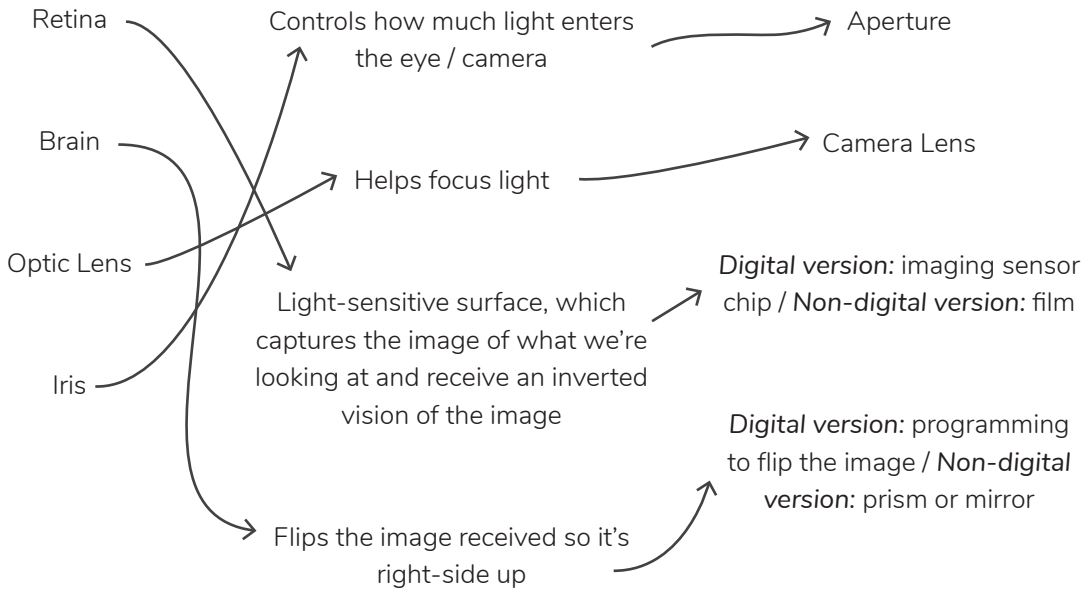 Retina
Brain
Optic Lens
Iris
Controls how much light enters
the eye / camera
Helps focus light
Light-sensitive surface, which
captures the image of what we’re
looking at and receive an inverted
vision of the image
Flips the image received so it’s
right-side up
Aperture
Camera Lens
Digital version: imaging sensor
chip / Non-digital version: film
Digital version: programming
to flip the image / Non-digital
version: prism or mirror